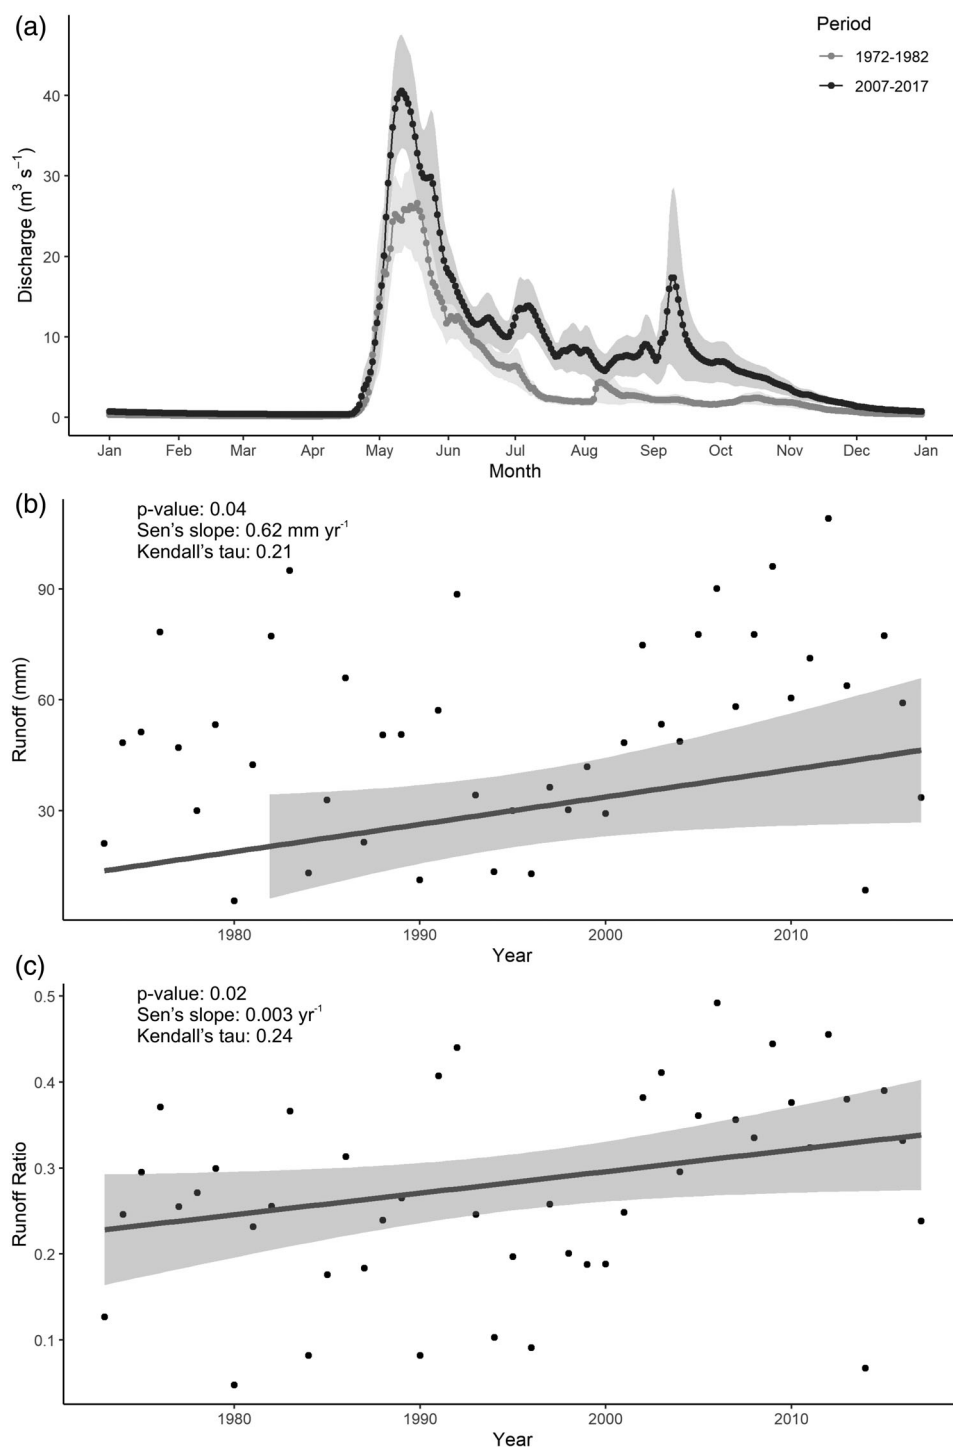 (a)
Period
1972-1982
2007-2017
40
30
20
10
0
Discharge (m³ s⁻¹)
Jan Feb Mar Apr May Jun Jul Aug Sep Oct Nov Dec Jan
Month
(b)
p-value: 0.04
Sen's slope: 0.62 mm yr⁻¹
Kendall's tau: 0.21
90
60
30
Runoff (mm)
1980 1990 2000 2010
Year
(c)
p-value: 0.02
Sen's slope: 0.003 yr⁻¹
Kendall's tau: 0.24
0.5
0.4
0.3
0.2
0.1
Runoff Ratio
1980 1990 2000 2010
Year